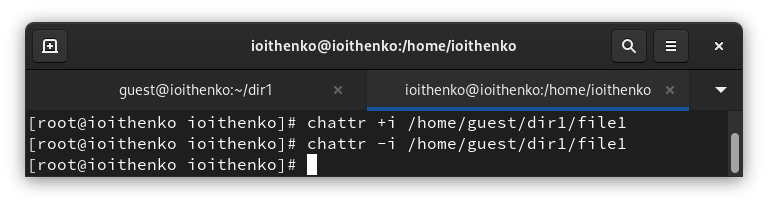 ioithenko@ioithenko:/home/ioithenko
guest@ioithenko:~/dir1
ioithenko@ioithenko:/home/ioithenko
[root@ioithenko ioithenko]# chattr +i /home/guest/dir1/file1
[root@ioithenko ioithenko]# chattr -i /home/guest/dir1/file1
[root@ioithenko ioithenko]#